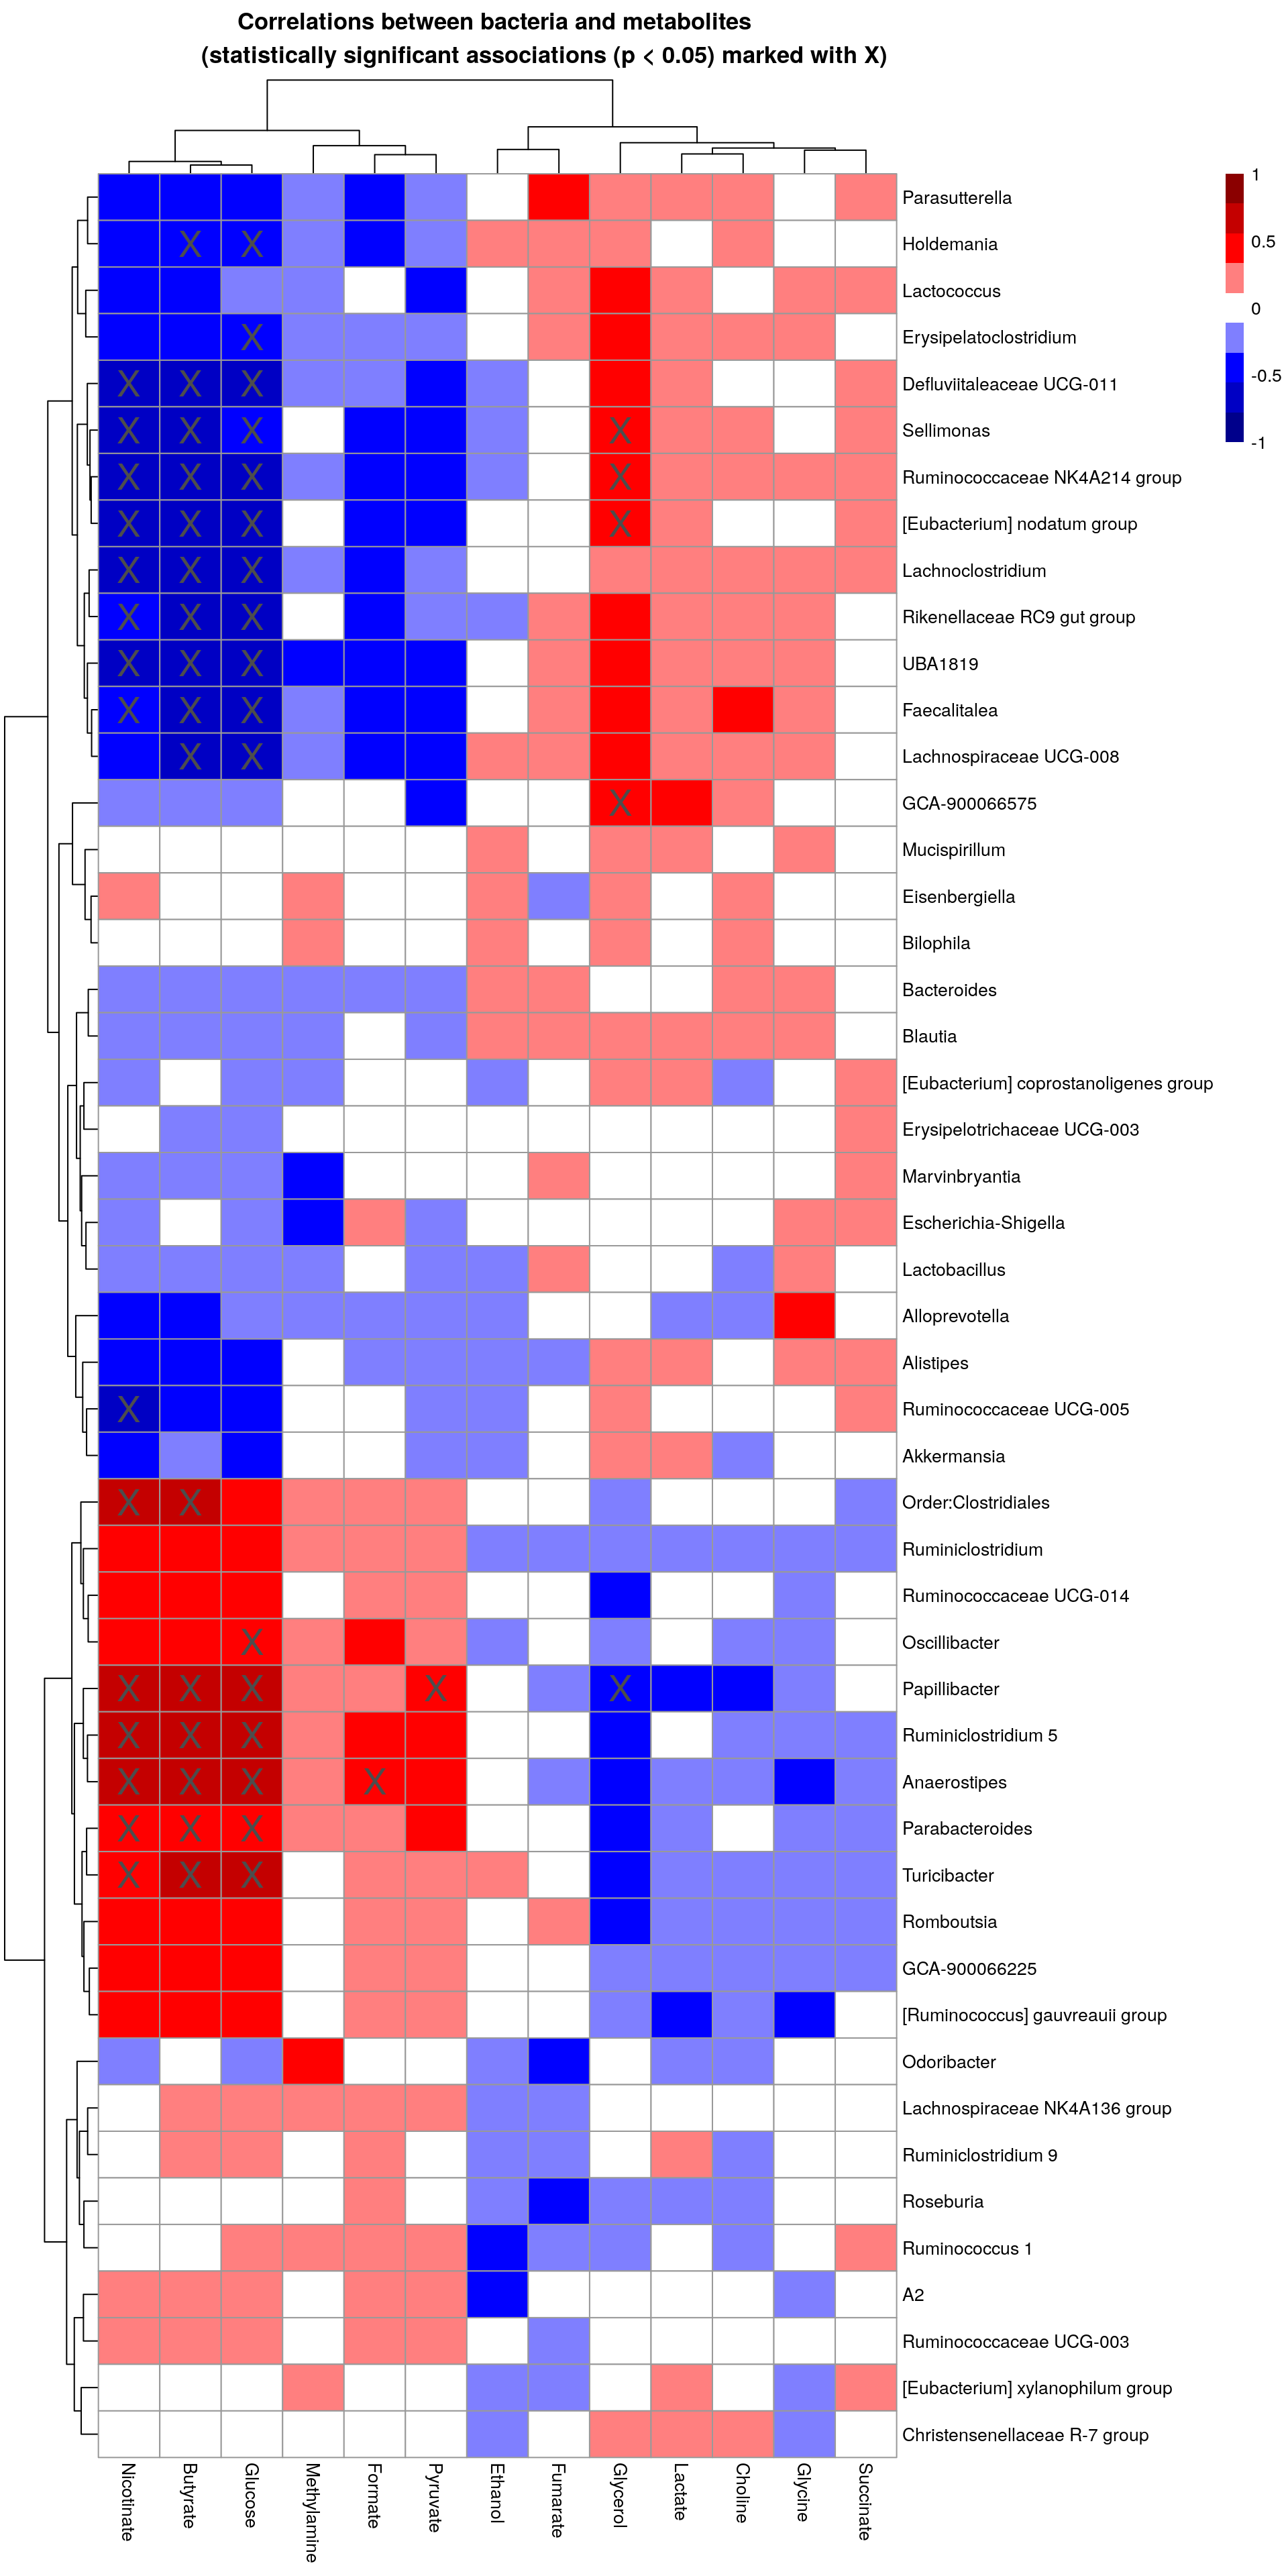 Correlations between bacteria and metabolites
(statistically significant associations (p < 0.05) marked with X)
1
0.5
0
-0.5
-1
Parasutterella
X X Holdemania
Lactococcus
X Erysipelatoclostridium
X X X Defluviitaleaceae UCG-011
X X X X Sellimonas
X X X X Ruminococcaceae NK4A214 group
X X X X [Eubacterium] nodatum group
X X X Lachnoclostridium
X X X Rikenellaceae RC9 gut group
X X X UBA1819
X X X Faecalitalea
X X Lachnospiraceae UCG-008
X GCA-900066575
Mucispirillum
Eisenbergiella
Bilophila
Bacteroides
Blautia
[Eubacterium] coprostanoligenes group
Erysipelotrichaceae UCG-003
Marvinbryantia
Escherichia-Shigella
Lactobacillus
Alloprevotella
Alistipes
X Ruminococcaceae UCG-005
Akkermansia
X X Order:Clostridiales
Ruminiclostridium
Ruminococcaceae UCG-014
X Oscillibacter
X X X X X Papillibacter
X X X Ruminiclostridium 5
X X X X Anaerostipes
X X X Parabacteroides
X X X Turicibacter
Romboutsia
GCA-900066225
[Ruminococcus] gauvreauii group
Odoribacter
Lachnospiraceae NK4A136 group
Ruminiclostridium 9
Roseburia
Ruminococcus 1
A2
Ruminococcaceae UCG-003
[Eubacterium] xylanophilum group
Christensenellaceae R-7 group
Nicotinate
Butyrate
Glucose
Methylamine
Formate
Pyruvate
Ethanol
Fumarate
Glycerol
Lactate
Choline
Glycine
Succinate